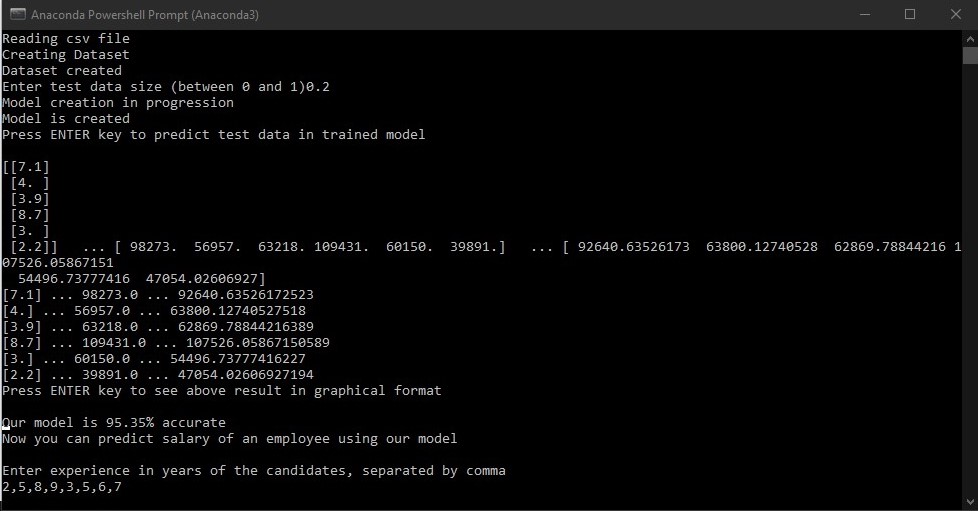 Anaconda Powershell Prompt (Anaconda3)
Reading csv file
Creating Dataset
Dataset created
Enter test data size (between 0 and 1)0.2
Model creation in progression
Model is created
Press ENTER key to predict test data in trained model
[[7.1]
 [4. ]
 [3.9]
 [8.7]
 [3. ]
 [2.2]]   ... [ 98273.  56957.  63218. 109431.  60150.  39891.]   ... [ 92640.63526173  63800.12740528  62869.78844216 1
07526.05867151
  54496.73777416  47054.02606927]
[7.1] ... 98273.0 ... 92640.63526172523
[4.] ... 56957.0 ... 63800.12740527518
[3.9] ... 63218.0 ... 62869.78844216389
[8.7] ... 109431.0 ... 107526.05867150589
[3.] ... 60150.0 ... 54496.73777416227
[2.2] ... 39891.0 ... 47054.02606927194
Press ENTER key to see above result in graphical format
Our model is 95.35% accurate
Now you can predict salary of an employee using our model
Enter experience in years of the candidates, separated by comma
2,5,8,9,3,5,6,7